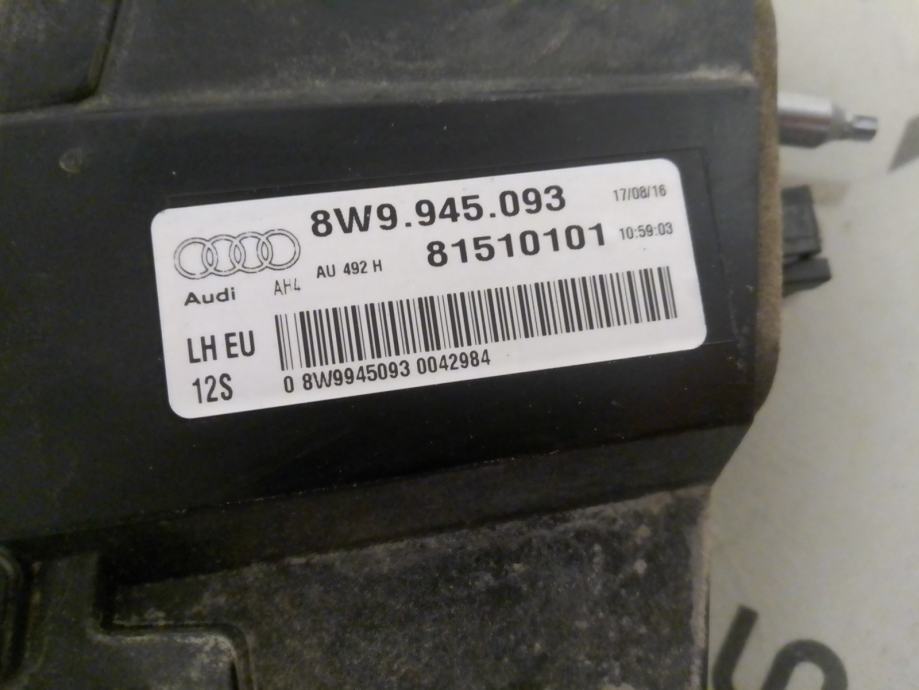 8W9.945.093
17/08/16
81510101
10:59:03
AU 492 H
AH4
Audi
LH EU
12S
0 8W9945093 0042984
S